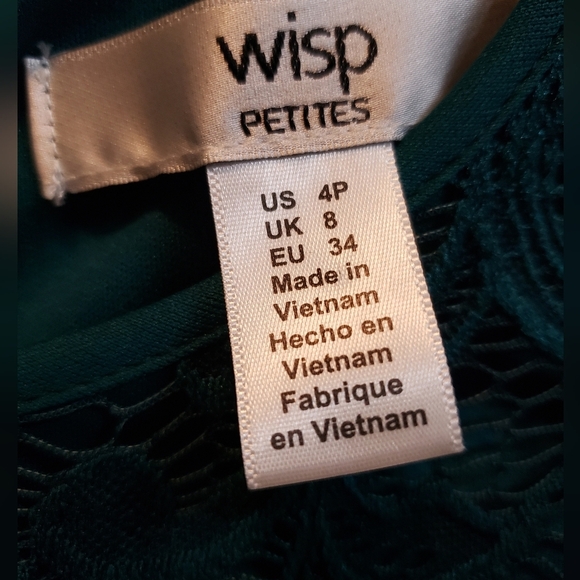 wisp
PETITES
US 4P
UK 8
EU 34
Made in
Vietnam
Hecho en
Vietnam
Fabrique
en Vietnam